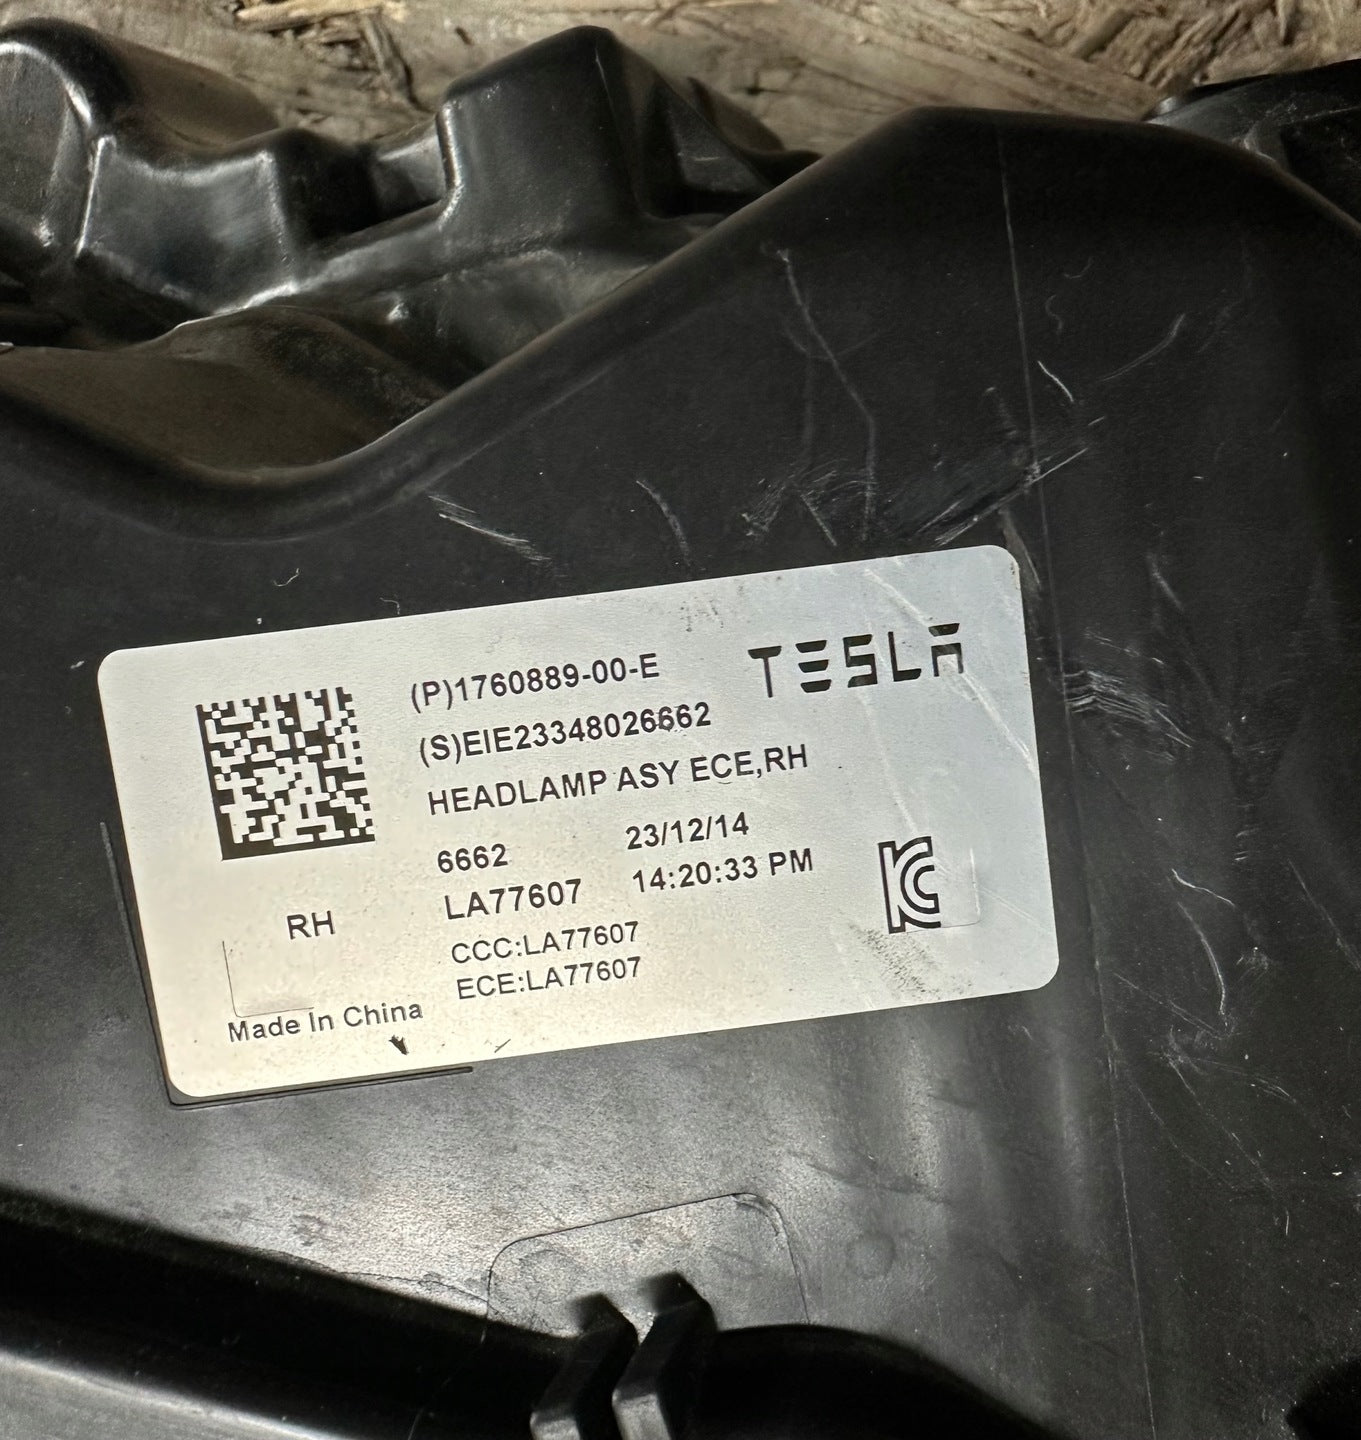 (P)1760889-00-E
TESLA
(S)EIE23348026662
HEADLAMP ASY ECE,RH
6662 23/12/14
LA77607 14:20:33 PM
RH
CCC:LA77607
ECE:LA77607
Made In China
KC